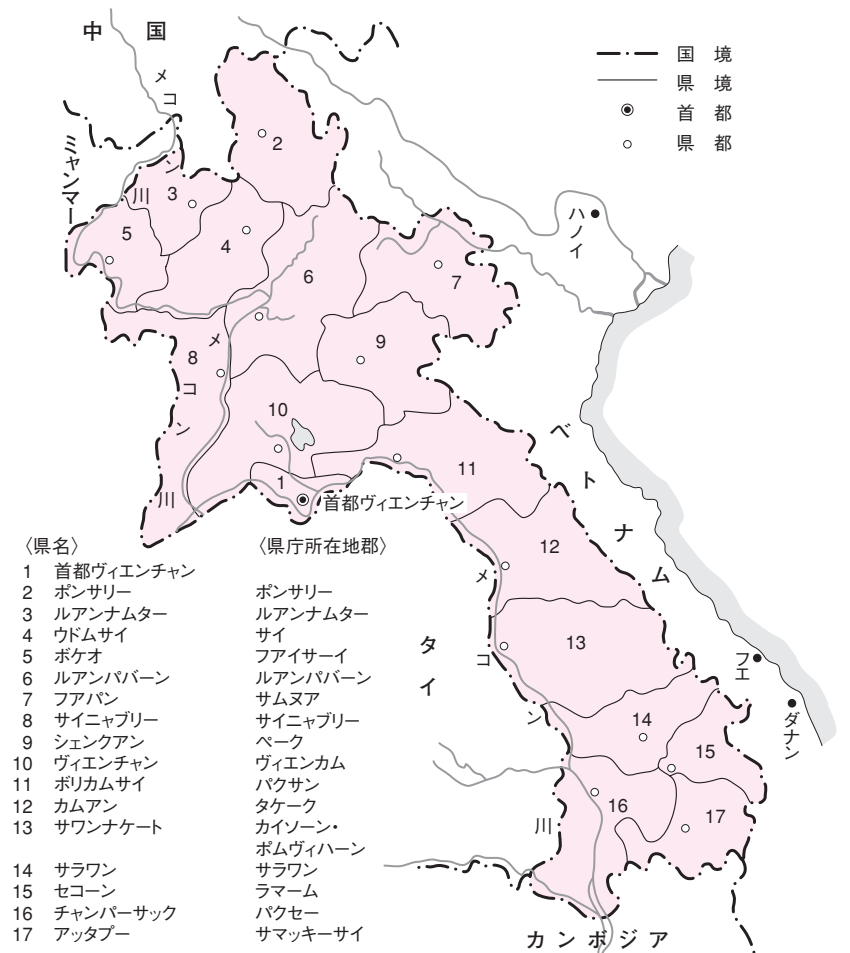 中国
国境
県境
首都
県都
メコン川
ミャンマー
ハノイ
2
3
5
4
6
7
8
9
メコン川
10
1
首都ヴィエンチャン
11
ベトナム
12
メコン川
13
タイ
フエ
ダナン
14
15
16
17
カンボジア
〈県名〉 〈県庁所在地郡〉
1 首都ヴィエンチャン
2 ポンサリー ポンサリー
3 ルアンナムター ルアンナムター
4 ウドムサイ サイ
5 ボケオ フアイサーイ
6 ルアンパバーン ルアンパバーン
7 フアパン サムヌア
8 サイニャブリー サイニャブリー
9 シェンクアン ペーク
10 ヴィエンチャン ヴィエンカム
11 ボリカムサイ パクサン
12 カムアン タケーク
13 サワンナケート カイソーン・
ポムヴィハーン
14 サラワン サラワン
15 セコーン ラマーム
16 チャンパーサック パクセー
17 アッタプー サマッキーサイ